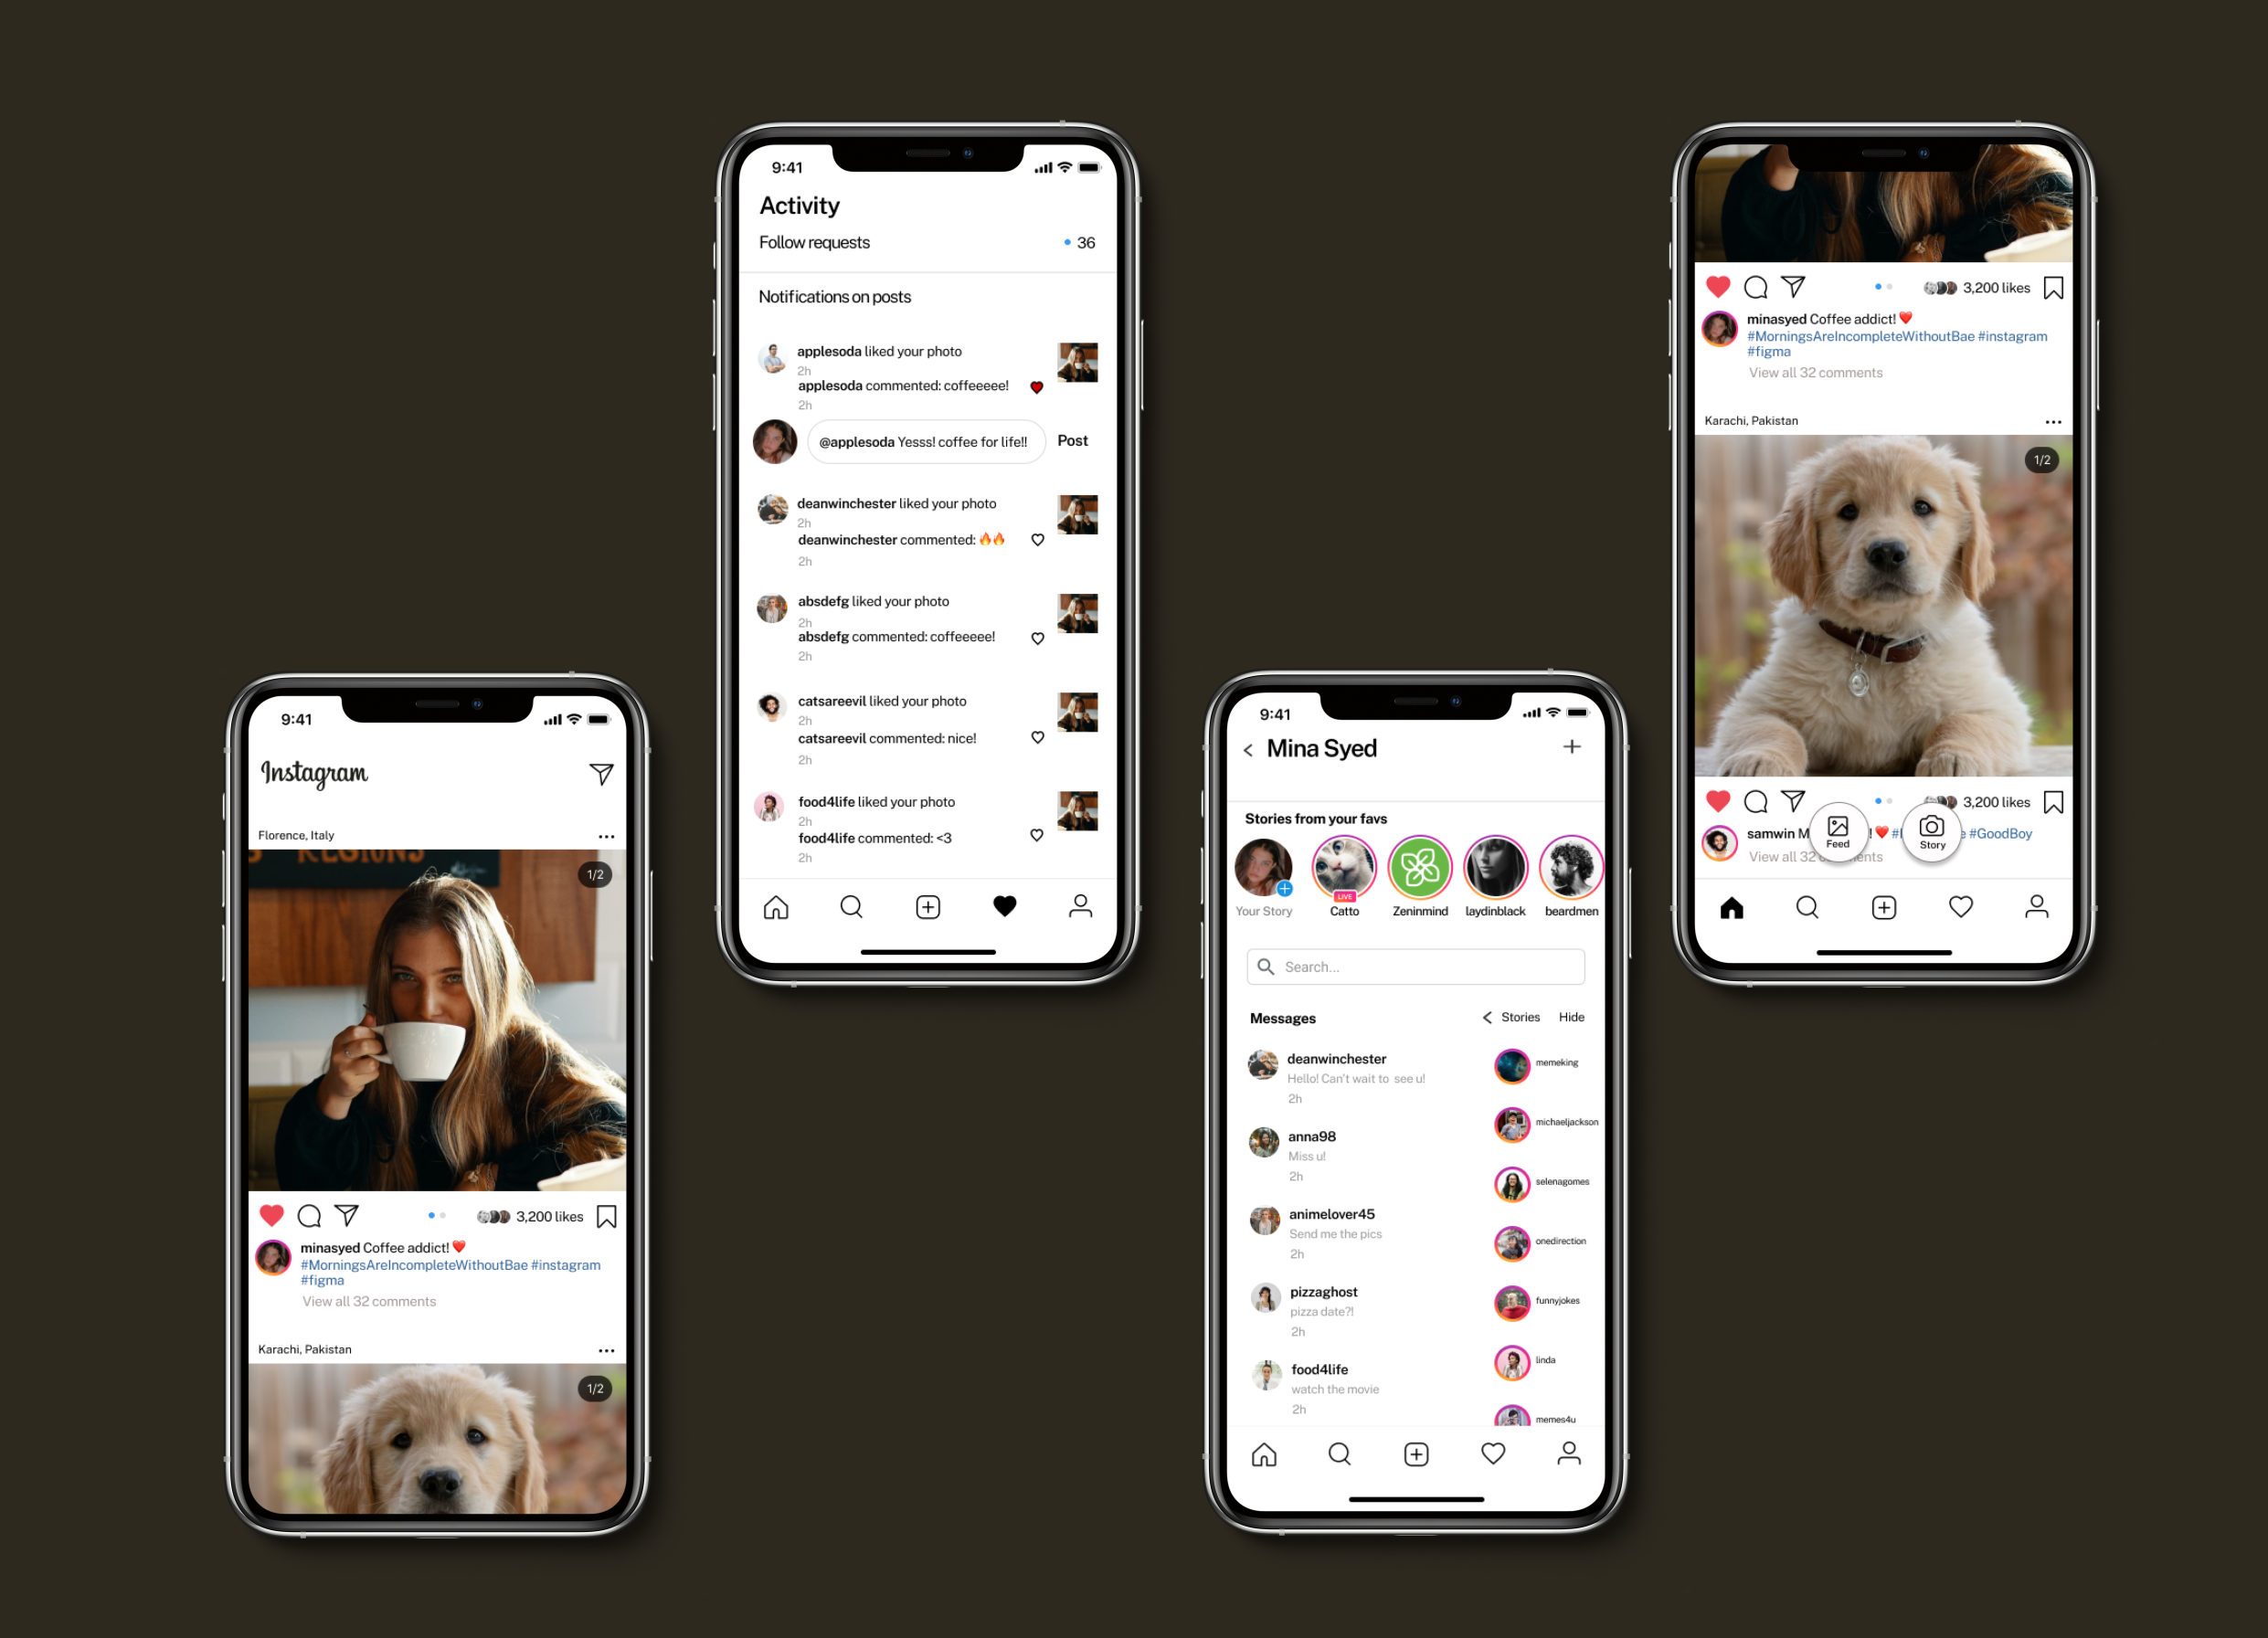 9:41
Instagram
Florence, Italy
REGIONS
1/2
3,200 likes
minasyed Coffee addict! ❤️
#MorningsAreIncompleteWithoutBae #instagram
#figma
View all 32 comments
Karachi, Pakistan
1/2
9:41
Activity
Follow requests
36
Notifications on posts
applesoda liked your photo
2h
applesoda commented: coffeeeee!
2h
@applesoda Yesss! coffee for life!!
Post
deanwinchester liked your photo
2h
deanwinchester commented: 🔥🔥
2h
absdefg liked your photo
2h
absdefg commented: coffeeeee!
2h
catsareevil liked your photo
2h
catsareevil commented: nice!
2h
food4life liked your photo
2h
food4life commented: <3
2h
9:41
Mina Syed
Stories from your favs
LIVE
Your Story
Catto
Zeninmind
laydinblack
beardmen
Search...
Messages
Stories
Hide
deanwinchester
Hello! Can't wait to see u!
2h
anna98
Miss u!
2h
animelover45
Send me the pics
2h
pizzaghost
pizza date?!
2h
food4life
watch the movie
2h
memeking
michaeljackson
selenagomes
onedirection
funnyjokes
linda
memes4u
3,200 likes
minasyed Coffee addict! ❤️
#MorningsAreIncompleteWithoutBae #instagram
#figma
View all 32 comments
Karachi, Pakistan
1/2
3,200 likes
samwin
❤️
#GoodBoy
View all 32
Feed
Story